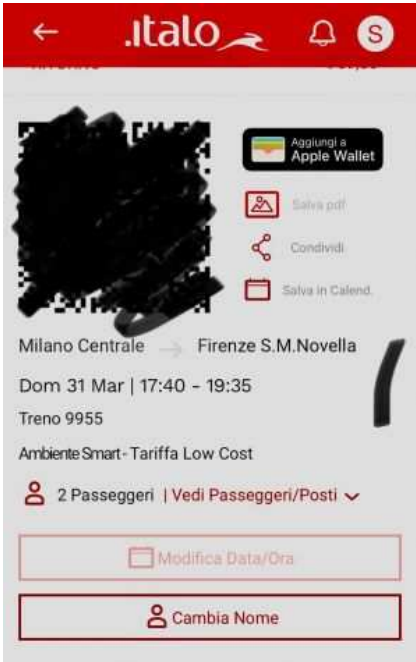 .italo
S
Aggiungi a
Apple Wallet
Salva pdf
Condividi
Salva in Calend.
Milano Centrale → Firenze S.M.Novella
Dom 31 Mar | 17:40 - 19:35
Treno 9955
Ambiente Smart - Tariffa Low Cost
2 Passeggeri | Vedi Passeggeri/Posti
Modifica Data/Ora
Cambia Nome